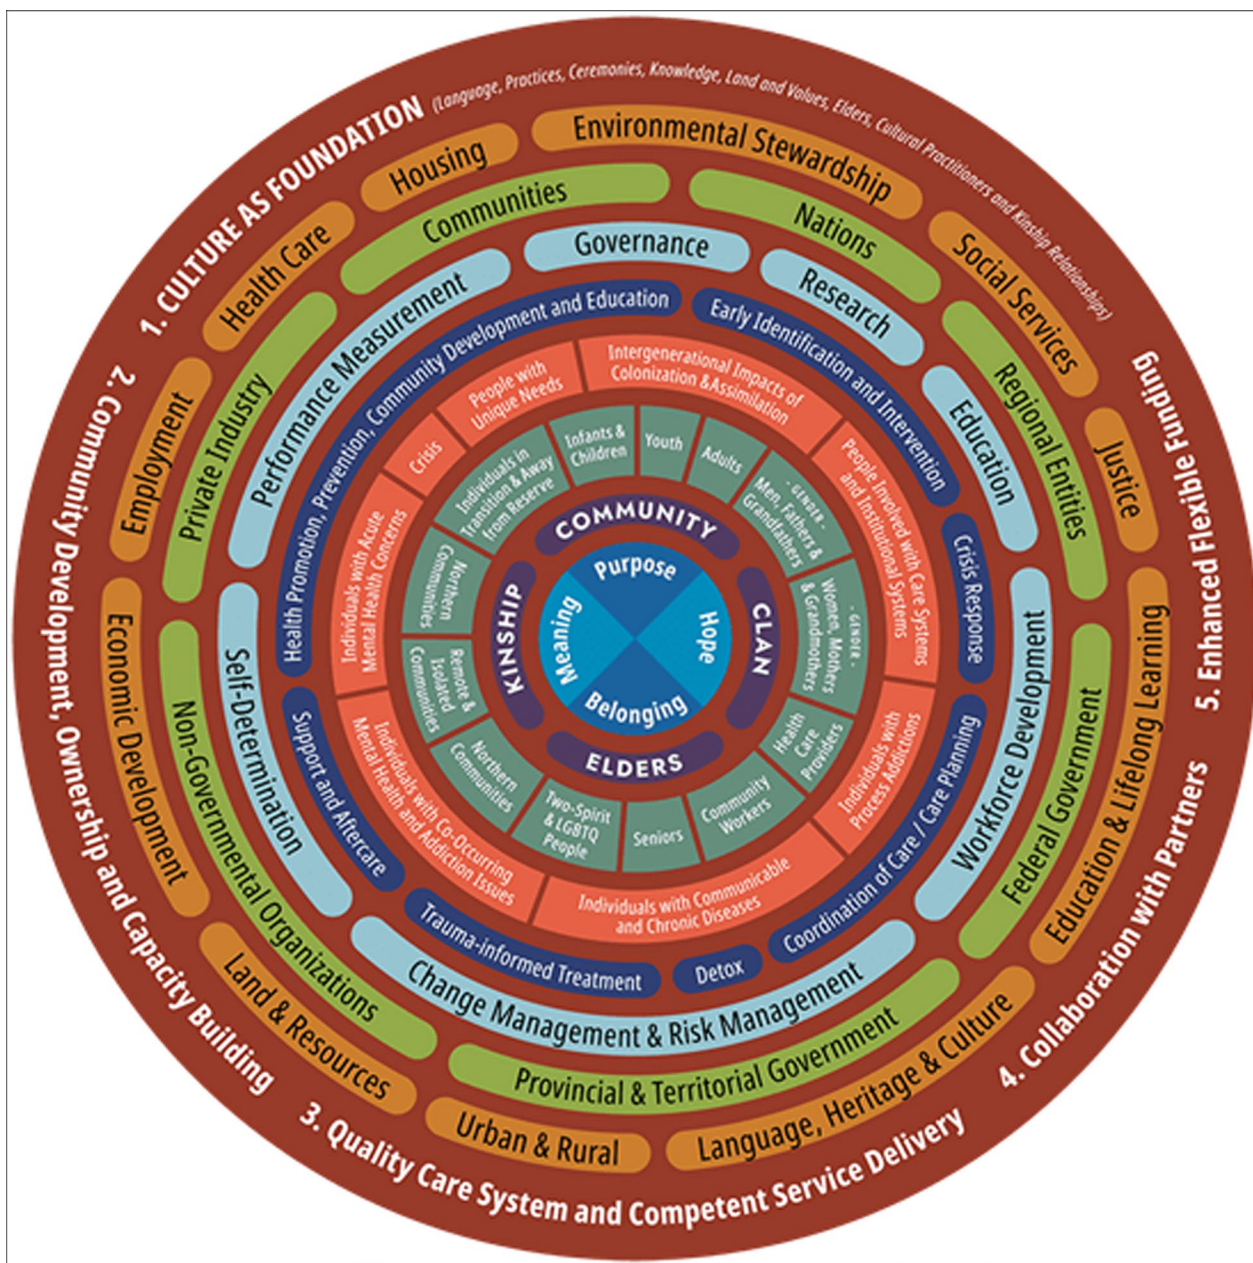 1. CULTURE AS FOUNDATION
(Language, Practices, Ceremonies, Knowledge, Land and Values, Elders, Cultural Practitioners and Kinship Relationships)
2. Community Development, Ownership and Capacity Building
3. Quality Care System and Competent Service Delivery
4. Collaboration with Partners
5. Enhanced Flexible Funding
Environmental Stewardship
Social Services
Justice
Education & Lifelong Learning
Language, Heritage & Culture
Urban & Rural
Land & Resources
Economic Development
Employment
Health Care
Housing
Communities
Nations
Regional Entities
Federal Government
Provincial & Territorial Government
Non-Governmental Organizations
Private Industry
Governance
Research
Education
Workforce Development
Change Management & Risk Management
Self-Determination
Performance Measurement
Health Promotion, Prevention, Community Development and Education
Early Identification and Intervention
Crisis Response
Coordination of Care / Care Planning
Detox
Trauma-informed Treatment
Support and Aftercare
Intergenerational Impacts of
Colonization &Assimilation
People Involved with Care Systems
and Institutional Systems
Individuals with
Process Addictions
Individuals with Communicable
and Chronic Diseases
Individuals with Co-Occurring
Mental Health and Addiction Issues
Individuals with Acute
Mental Health Concerns
Crisis
People with
Unique Needs
Infants &
Children
Youth
Adults
- GENDER -
Men, Fathers &
Grandfathers
- GENDER -
Women, Mothers
& Grandmothers
Health
Care
Providers
Community
Workers
Seniors
Two-Spirit
& LGBTQ
People
Northern
Communities
Remote &
Isolated
Communities
Northern
Communities
Individuals in
Transition & Away
from Reserve
COMMUNITY
CLAN
ELDERS
KINSHIP
Purpose
Hope
Belonging
Meaning